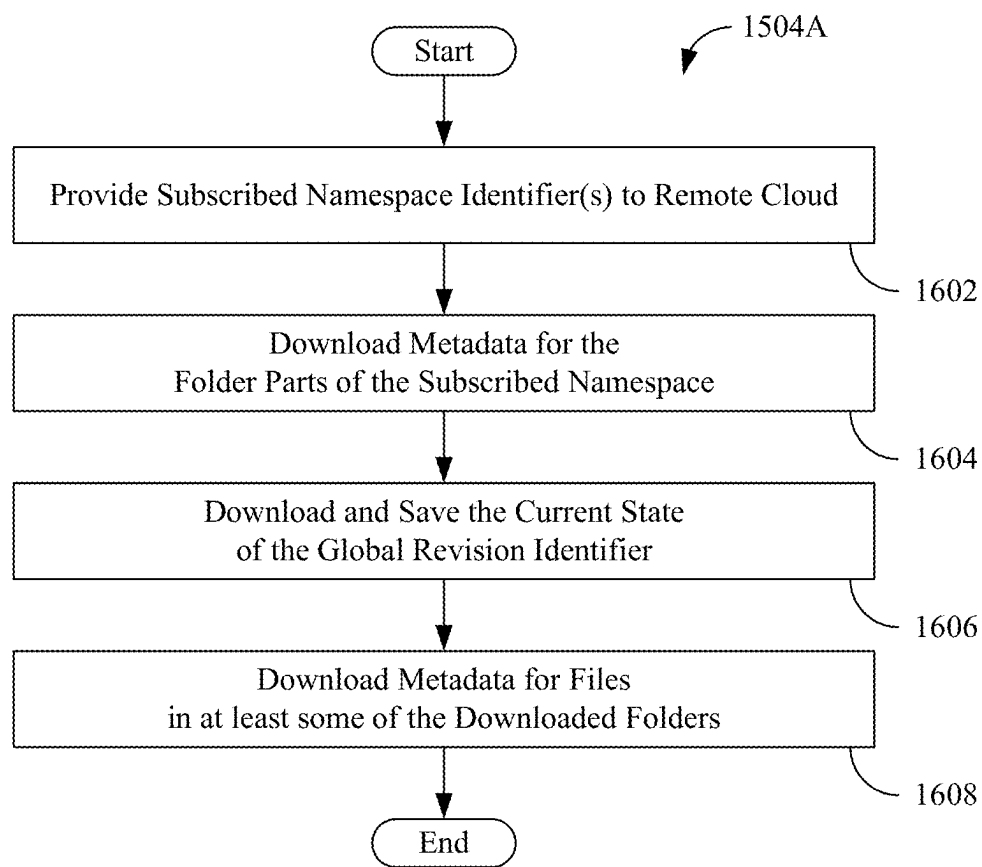 1504A
Start
Provide Subscribed Namespace Identifier(s) to Remote Cloud
1602
Download Metadata for the
Folder Parts of the Subscribed Namespace
1604
Download and Save the Current State
of the Global Revision Identifier
1606
Download Metadata for Files
in at least some of the Downloaded Folders
1608
End